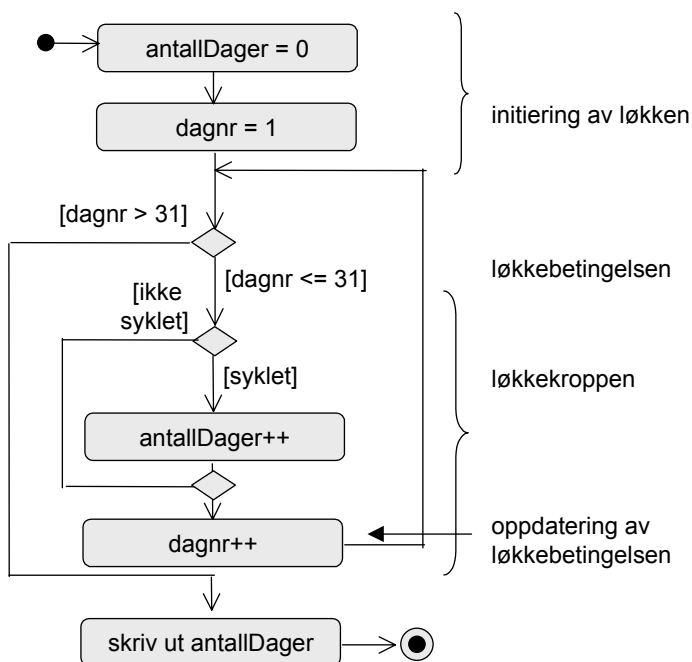 antallDager = 0
initiering av løkken
dagnr = 1
[dagnr > 31]
løkkebetingelsen
[dagnr <= 31]
[ikke
syklet]
løkkekroppen
[syklet]
antallDager++
oppdatering av
løkkebetingelsen
dagnr++
skriv ut antallDager